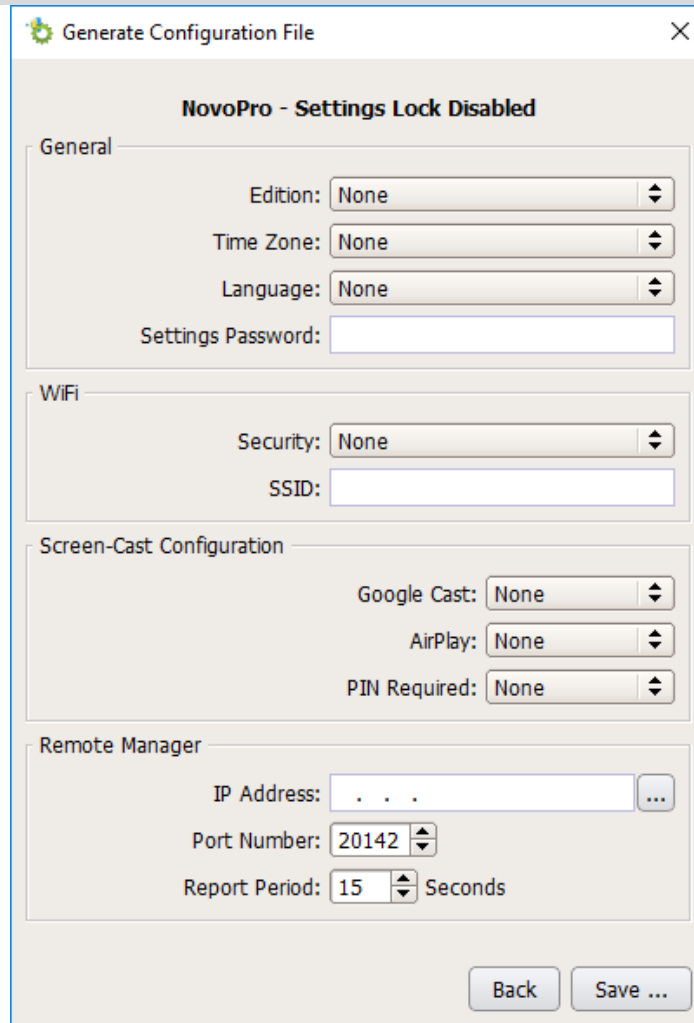 Generate Configuration File
NovoPro - Settings Lock Disabled
General
Edition: None
Time Zone: None
Language: None
Settings Password:
WiFi
Security: None
SSID:
Screen-Cast Configuration
Google Cast: None
AirPlay: None
PIN Required: None
Remote Manager
IP Address: . . . ...
Port Number: 20142
Report Period: 15 Seconds
Back Save ...